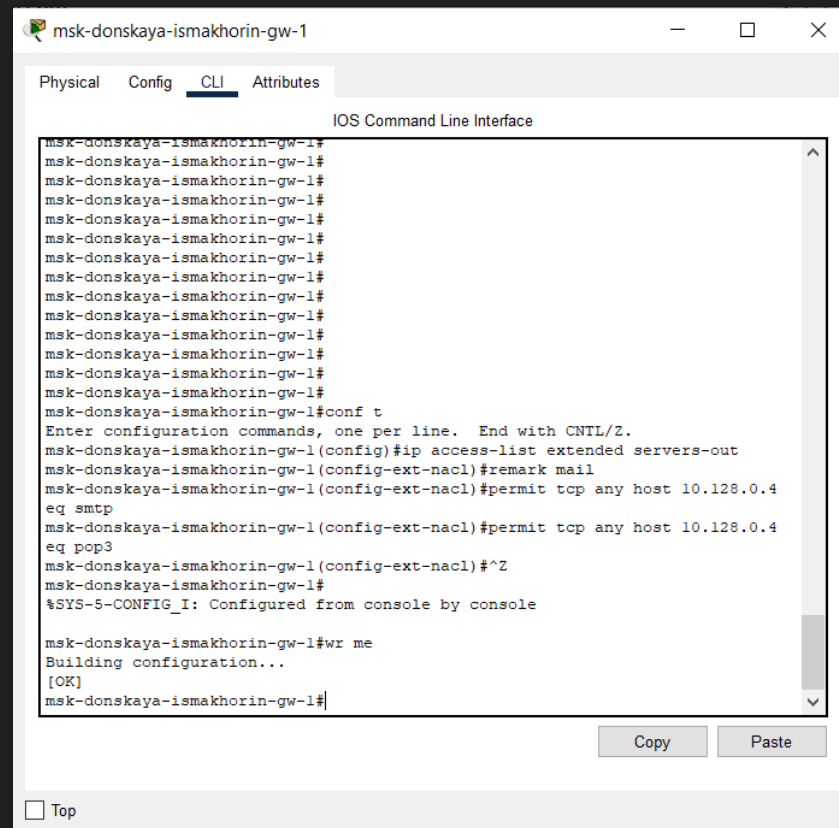 msk-donskaya-ismakhorin-gw-1
Physical Config CLI Attributes
IOS Command Line Interface
msk-donskaya-ismakhorin-gw-1#
msk-donskaya-ismakhorin-gw-1#
msk-donskaya-ismakhorin-gw-1#
msk-donskaya-ismakhorin-gw-1#
msk-donskaya-ismakhorin-gw-1#
msk-donskaya-ismakhorin-gw-1#
msk-donskaya-ismakhorin-gw-1#
msk-donskaya-ismakhorin-gw-1#
msk-donskaya-ismakhorin-gw-1#
msk-donskaya-ismakhorin-gw-1#
msk-donskaya-ismakhorin-gw-1#
msk-donskaya-ismakhorin-gw-1#
msk-donskaya-ismakhorin-gw-1#
msk-donskaya-ismakhorin-gw-1#
msk-donskaya-ismakhorin-gw-1#conf t
Enter configuration commands, one per line.  End with CNTL/Z.
msk-donskaya-ismakhorin-gw-1(config)#ip access-list extended servers-out
msk-donskaya-ismakhorin-gw-1(config-ext-nacl)#remark mail
msk-donskaya-ismakhorin-gw-1(config-ext-nacl)#permit tcp any host 10.128.0.4
eq smtp
msk-donskaya-ismakhorin-gw-1(config-ext-nacl)#permit tcp any host 10.128.0.4
eq pop3
msk-donskaya-ismakhorin-gw-1(config-ext-nacl)#^Z
msk-donskaya-ismakhorin-gw-1#
%SYS-5-CONFIG_I: Configured from console by console
msk-donskaya-ismakhorin-gw-1#wr me
Building configuration...
[OK]
msk-donskaya-ismakhorin-gw-1#
Copy Paste
Top